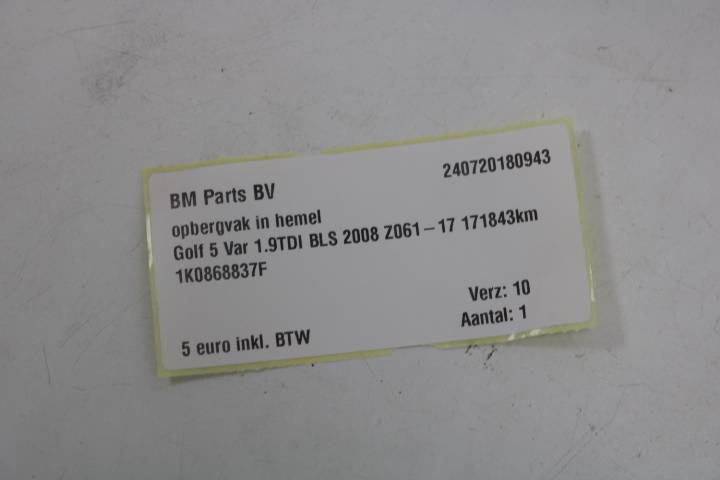 BM Parts BV 240720180943
opbergvak in hemel
Golf 5 Var 1.9TDI BLS 2008 Z061-17 171843km
1K0868837F
Verz: 10
5 euro inkl. BTW Aantal: 1